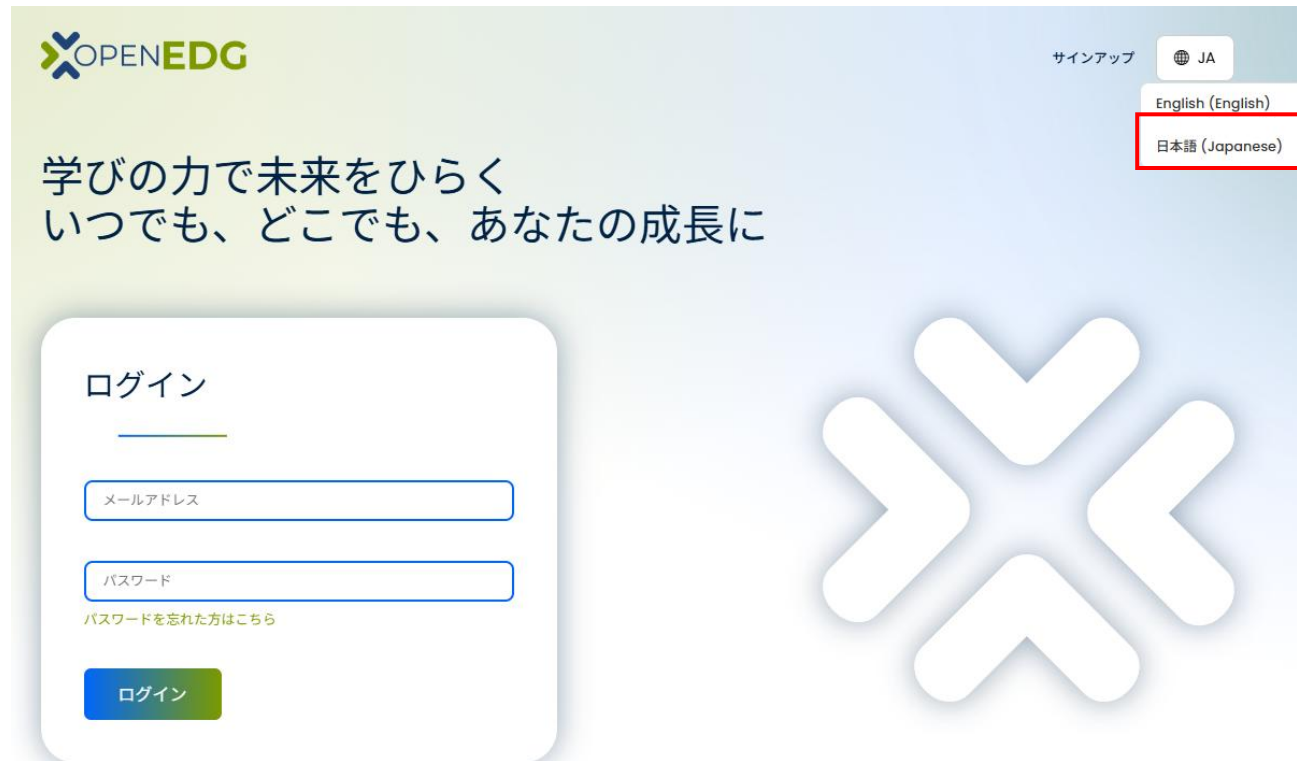 OPENEDG
サインアップ
JA
English (English)
日本語 (Japanese)
学びの力で未来をひらく
いつでも、どこでも、あなたの成長に
ログイン
メールアドレス
パスワード
パスワードを忘れた方はこちら
ログイン